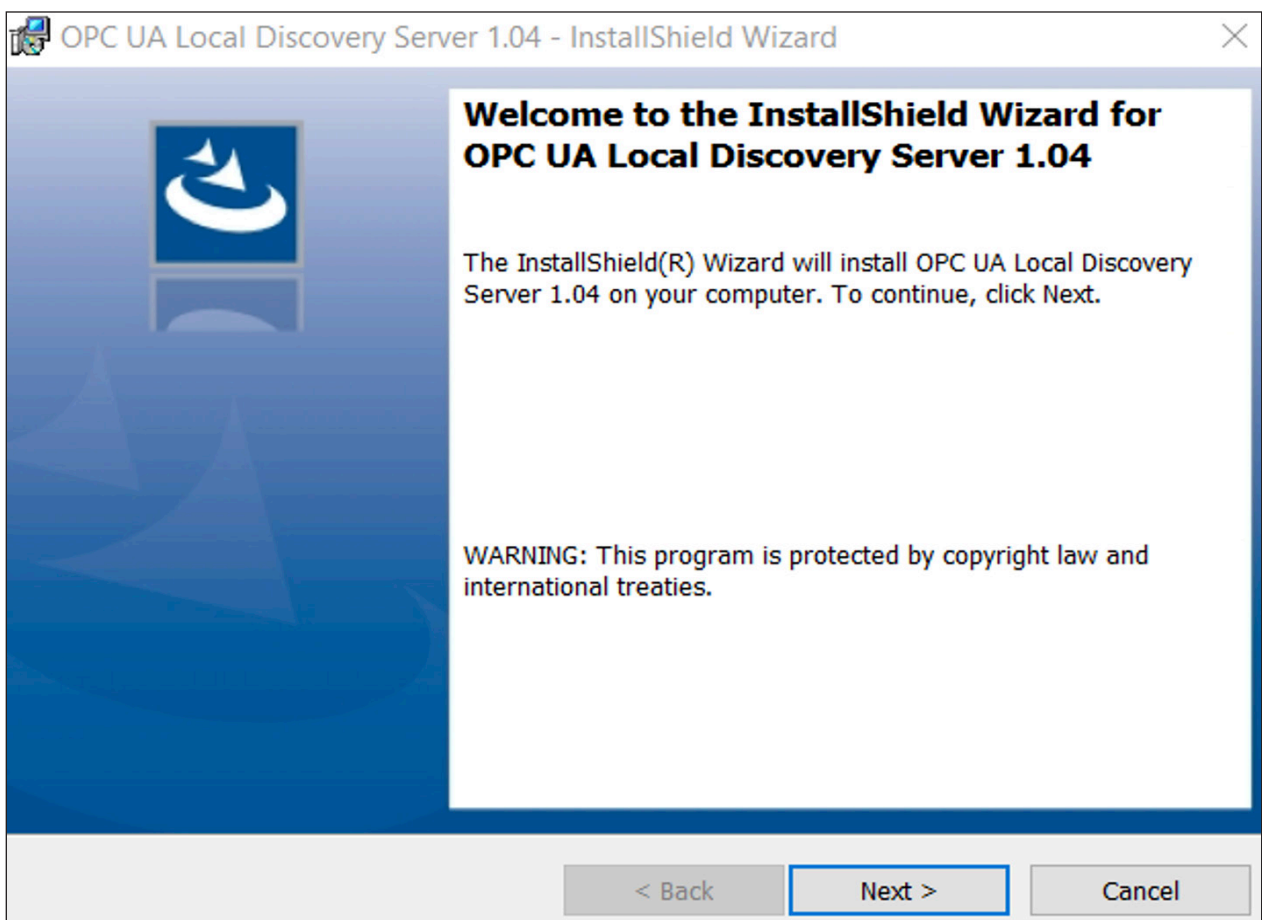 OPC UA Local Discovery Server 1.04 - InstallShield Wizard
Welcome to the InstallShield Wizard for
OPC UA Local Discovery Server 1.04
The InstallShield(R) Wizard will install OPC UA Local Discovery
Server 1.04 on your computer. To continue, click Next.
WARNING: This program is protected by copyright law and
international treaties.
< Back
Next >
Cancel